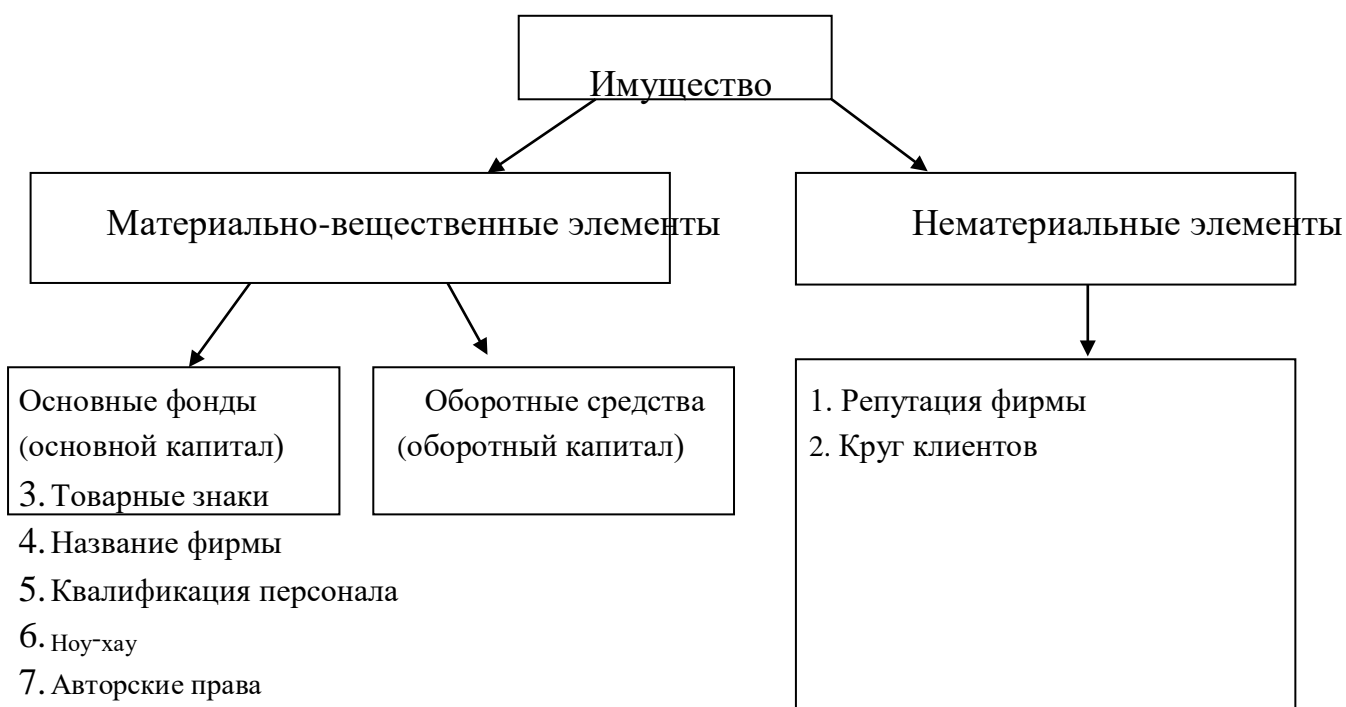 Имущество
Материально-вещественные элементы
Нематериальные элементы
Основные фонды
(основной капитал)
Оборотные средства
(оборотный капитал)
1. Репутация фирмы
2. Круг клиентов
3. Товарные знаки
4. Название фирмы
5. Квалификация персонала
6. Ноу-хау
7. Авторские права